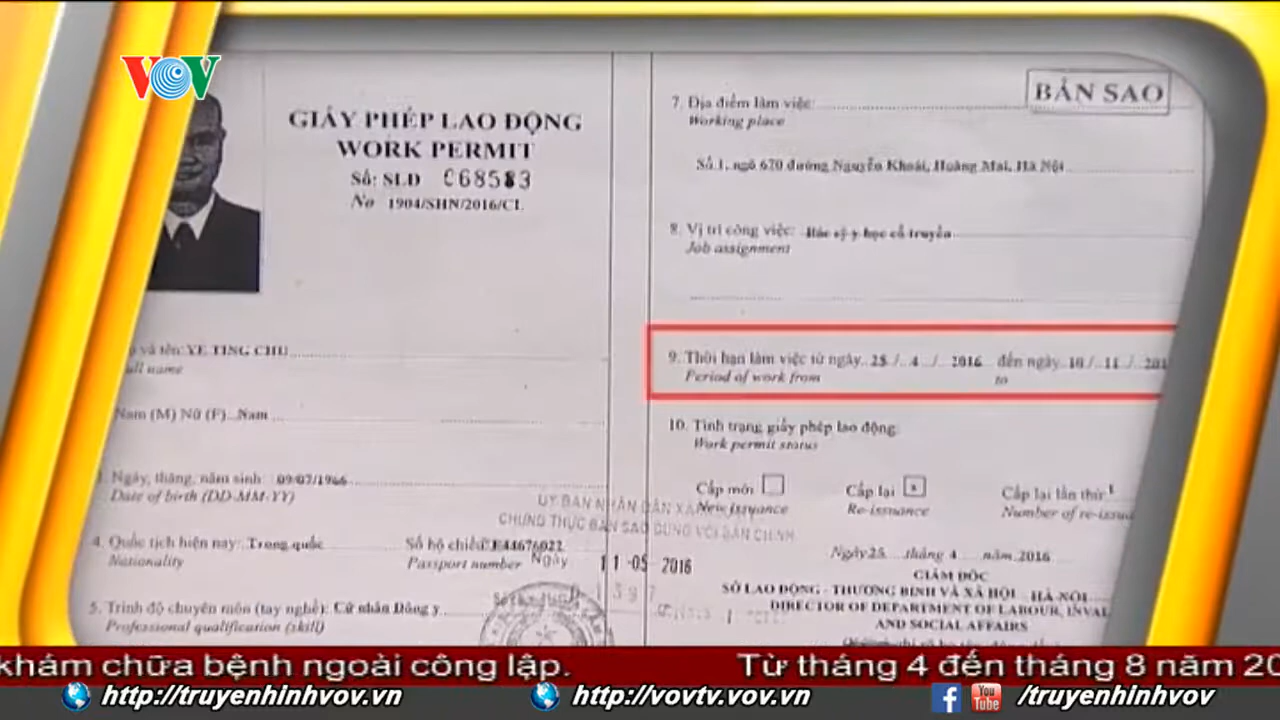 VOV
GIẤY PHÉP LAO ĐỘNG
WORK PERMIT
Số: SLD 068583
No 1904/SHN/2016/CL
và tên: YE TING CHU
ull name
Nam (M) Nữ (F) Nam
Ngày, tháng, năm sinh 09/07/1966
Date of birth (DD-MM-YY)
4. Quốc tịch hiện nay: Trung quốc Số hộ chiếu: E44676022
Nationality Passport number
5. Trình độ chuyên môn (tay nghề): Cử nhân Đông y
Professional qualification (skill)
BẢN SAO
7. Địa điểm làm việc:
Working place
Số 1, ngõ 670 đường Nguyễn Khoái, Hoàng Mai, Hà Nội
8. Vị trí công việc: Bác sỹ y học cổ truyền
Job assignment
9. Thời hạn làm việc từ ngày 25/ 4 / 2016 đến ngày 10/ 11 / 201
Period of work from to
10. Tình trạng giấy phép lao động:
Work permit status
Cấp mới Cấp lại Cấp lại lần thứ: 1
New issuance Re-issuance Number of re-issua
ỦY BAN NHÂN DÂN XÃ
CHỨNG THỰC BẢN SAO ĐÚNG VỚI BẢN CHÍNH
Ngày 11-05 2016
Ngày 25 tháng 4 năm 2016
GIÁM ĐỐC
SỞ LAO ĐỘNG - THƯƠNG BINH VÀ XÃ HỘI HÀ NỘI
DIRECTOR OF DEPARTMENT OF LABOUR, INVAL
AND SOCIAL AFFAIRS
khám chữa bệnh ngoài công lập. Từ tháng 4 đến tháng 8 năm 20
http://truyenhinhvov.vn http://vovtv.vov.vn /truyenhinhvov.vn